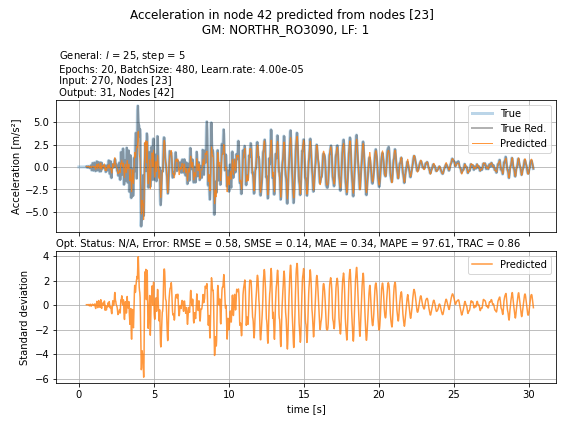 Acceleration in node 42 predicted from nodes [23]
GM: NORTHR_RO3090, LF: 1
General: l = 25, step = 5
Epochs: 20, BatchSize: 480, Learn.rate: 4.00e-05
Input: 270, Nodes [23]
Output: 31, Nodes [42]
Acceleration [m/s²]
5.0
2.5
0.0
−2.5
−5.0
True
True Red.
Predicted
Opt. Status: N/A, Error: RMSE = 0.58, SMSE = 0.14, MAE = 0.34, MAPE = 97.61, TRAC = 0.86
Standard deviation
4
2
0
−2
−4
−6
Predicted
0
5
10
15
20
25
30
time [s]